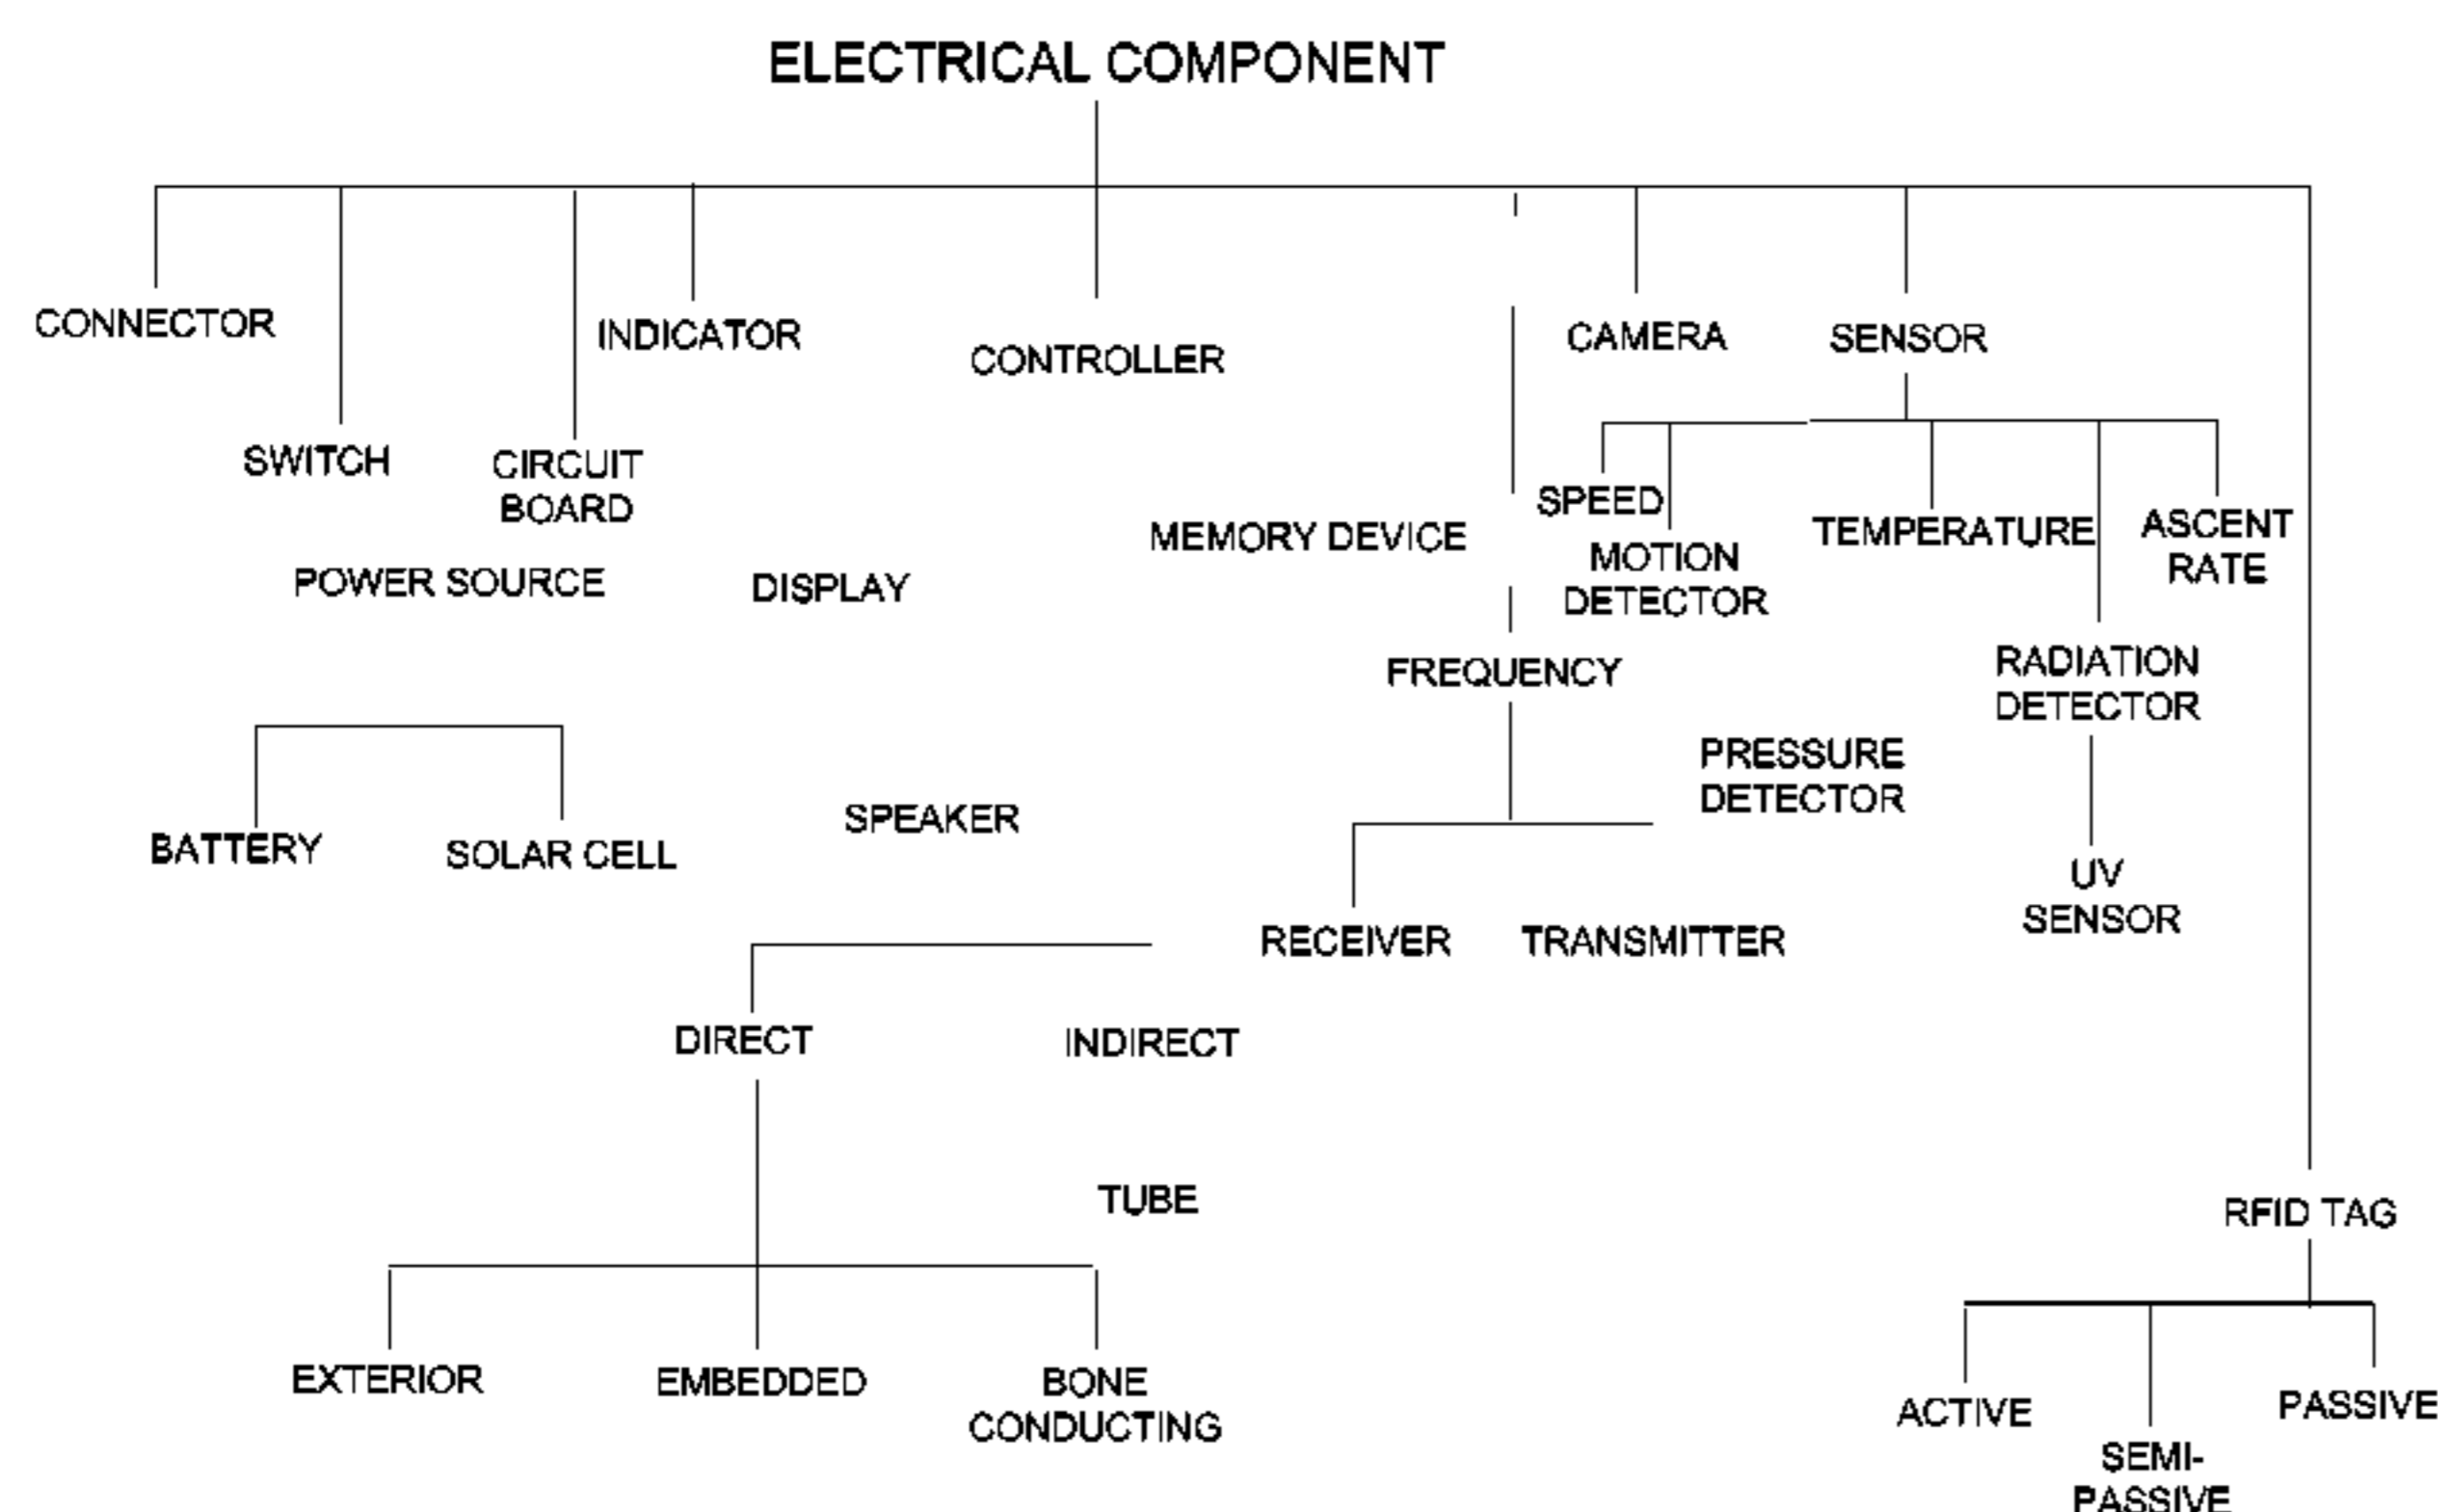 ELECTRICAL COMPONENT
CONNECTOR
INDICATOR
CONTROLLER
CAMERA
SENSOR
SWITCH
CIRCUIT
BOARD
POWER SOURCE
DISPLAY
MEMORY DEVICE
SPEED
MOTION
DETECTOR
TEMPERATURE
ASCENT
RATE
FREQUENCY
RADIATION
DETECTOR
PRESSURE
DETECTOR
BATTERY
SOLAR CELL
SPEAKER
UV
SENSOR
RECEIVER
TRANSMITTER
DIRECT
INDIRECT
TUBE
RFID TAG
EXTERIOR
EMBEDDED
BONE
CONDUCTING
ACTIVE
PASSIVE
SEMI-
PASSIVE